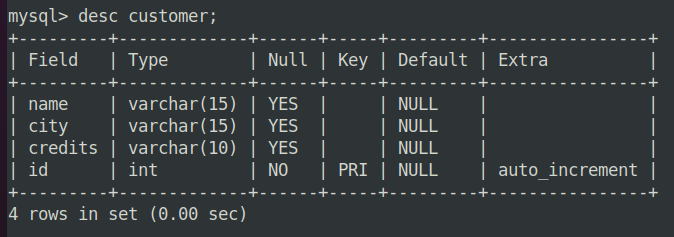 mysql> desc customer;
+---------+-------------+------+-----+---------+----------------+
| Field   | Type        | Null | Key | Default | Extra          |
+---------+-------------+------+-----+---------+----------------+
| name    | varchar(15) | YES  |     | NULL    |                |
| city    | varchar(15) | YES  |     | NULL    |                |
| credits | varchar(10) | YES  |     | NULL    |                |
| id      | int         | NO   | PRI | NULL    | auto_increment |
+---------+-------------+------+-----+---------+----------------+
4 rows in set (0.00 sec)